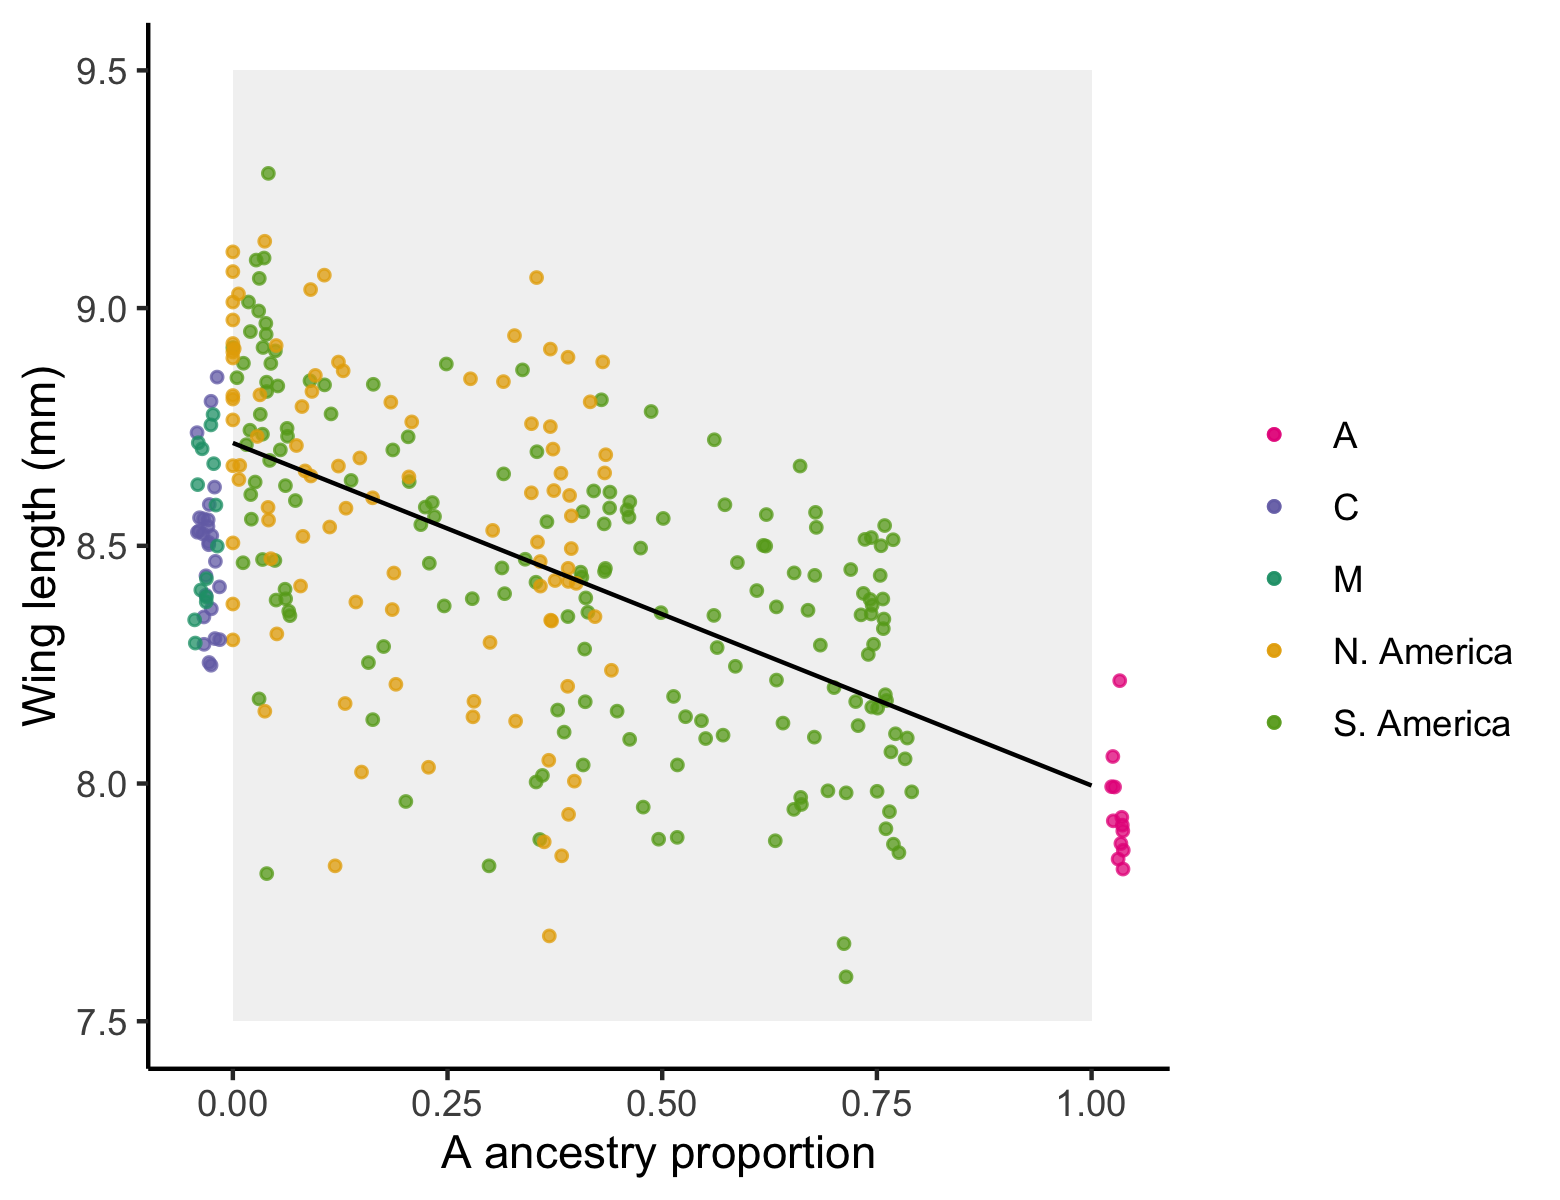 Wing length (mm)
9.5
9.0
8.5
8.0
7.5
0.00 0.25 0.50 0.75 1.00
A ancestry proportion
A
C
M
N. America
S. America